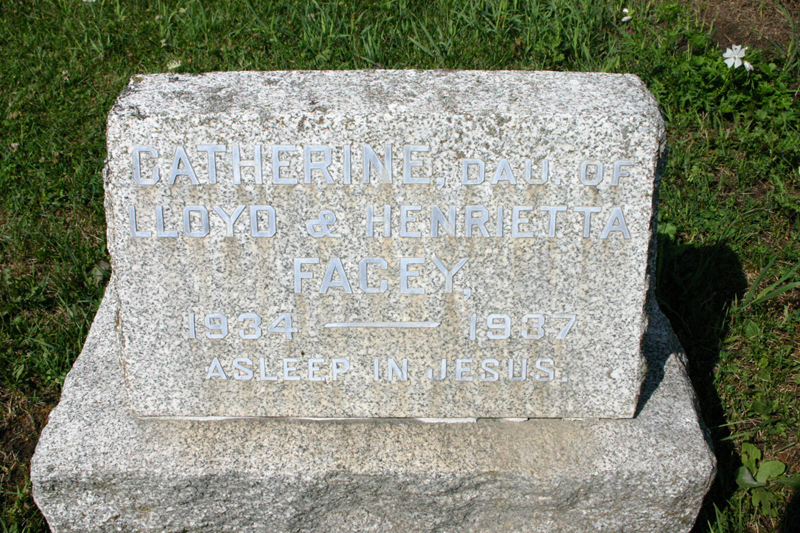 CATHERINE, DAU OF
LLOYD & HENRIETTA
FACEY,
1934 — 1937
ASLEEP IN JESUS.